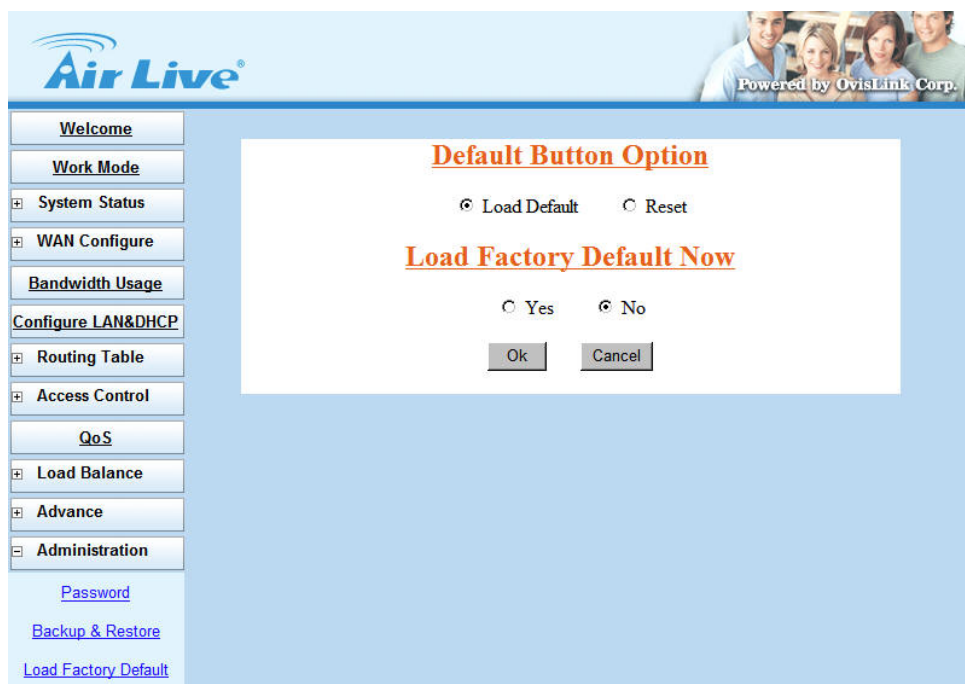 Air Live®
Powered by OvisLink Corp.
Welcome
Work Mode
System Status
WAN Configure
Bandwidth Usage
Configure LAN&DHCP
Routing Table
Access Control
QoS
Load Balance
Advance
Administration
Password
Backup & Restore
Load Factory Default
Default Button Option
Load Default Reset
Load Factory Default Now
Yes No
Ok Cancel